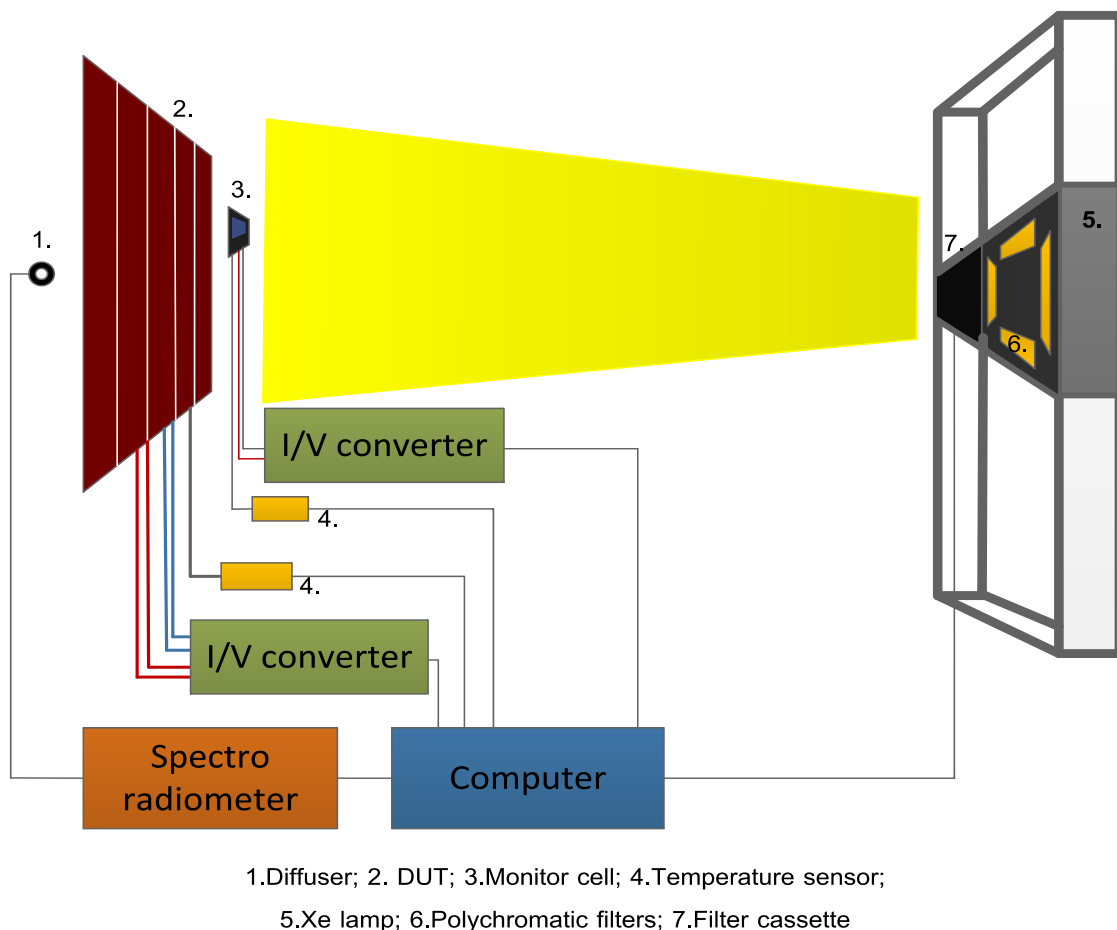 2.
3.
1.
5.
7.
6.
I/V converter
4.
4.
I/V converter
Spectro
radiometer
Computer
1.Diffuser; 2. DUT; 3.Monitor cell; 4.Temperature sensor;
5.Xe lamp; 6.Polychromatic filters; 7.Filter cassette